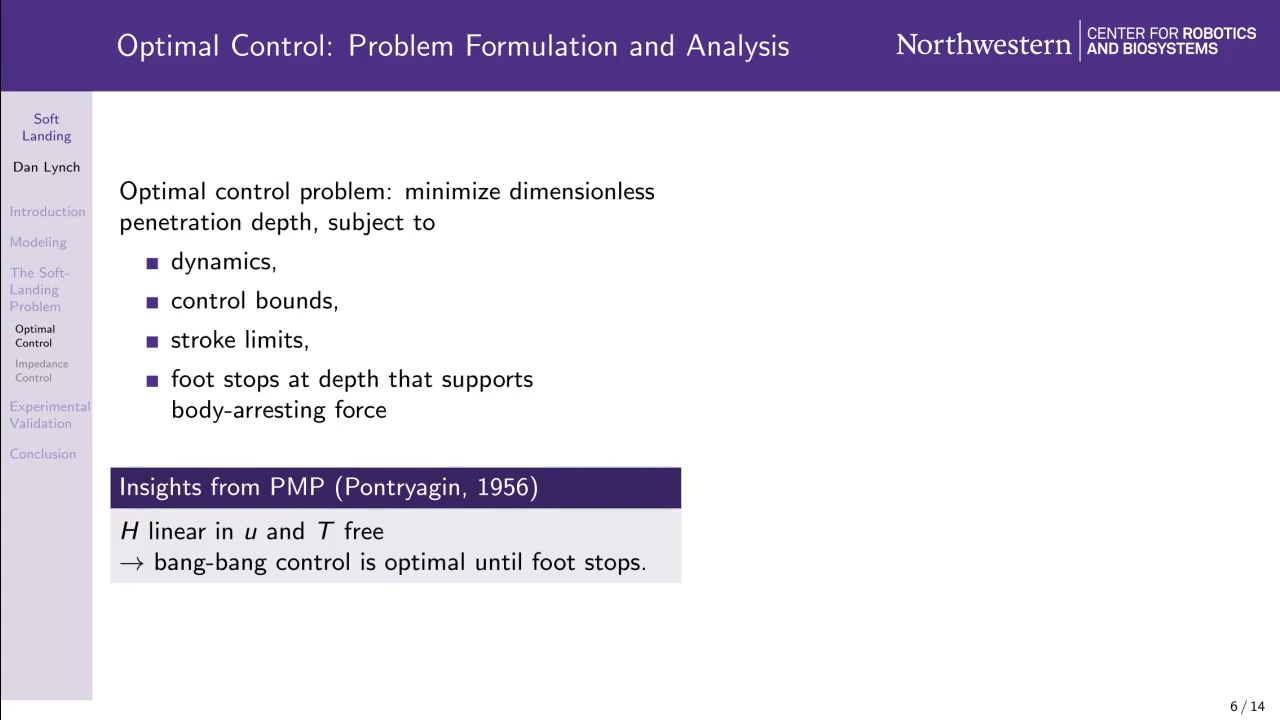 Optimal Control: Problem Formulation and Analysis
Northwestern
CENTER FOR ROBOTICS
AND BIOSYSTEMS
Soft
Landing
Dan Lynch
Introduction
Modeling
The Soft-
Landing
Problem
Optimal
Control
Impedance
Control
Experimental
Validation
Conclusion
Optimal control problem: minimize dimensionless
penetration depth, subject to
dynamics,
control bounds,
stroke limits,
foot stops at depth that supports
body-arresting force
Insights from PMP (Pontryagin, 1956)
H linear in u and T free
→ bang-bang control is optimal until foot stops.
6 / 14